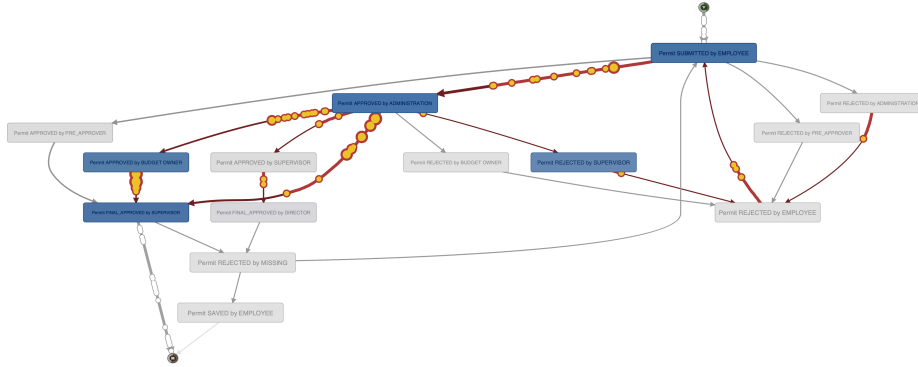 Permit SUBMITTED by EMPLOYEE
Permit APPROVED by ADMINISTRATION
Permit REJECTED by ADMINISTRATION
Permit APPROVED by PRE_APPROVER
Permit REJECTED by PRE_APPROVER
Permit APPROVED by BUDGET OWNER
Permit APPROVED by SUPERVISOR
Permit REJECTED by BUDGET OWNER
Permit REJECTED by SUPERVISOR
Permit FINAL_APPROVED by SUPERVISOR
Permit FINAL_APPROVED by DIRECTOR
Permit REJECTED by EMPLOYEE
Permit REJECTED by MISSING
Permit SAVED by EMPLOYEE